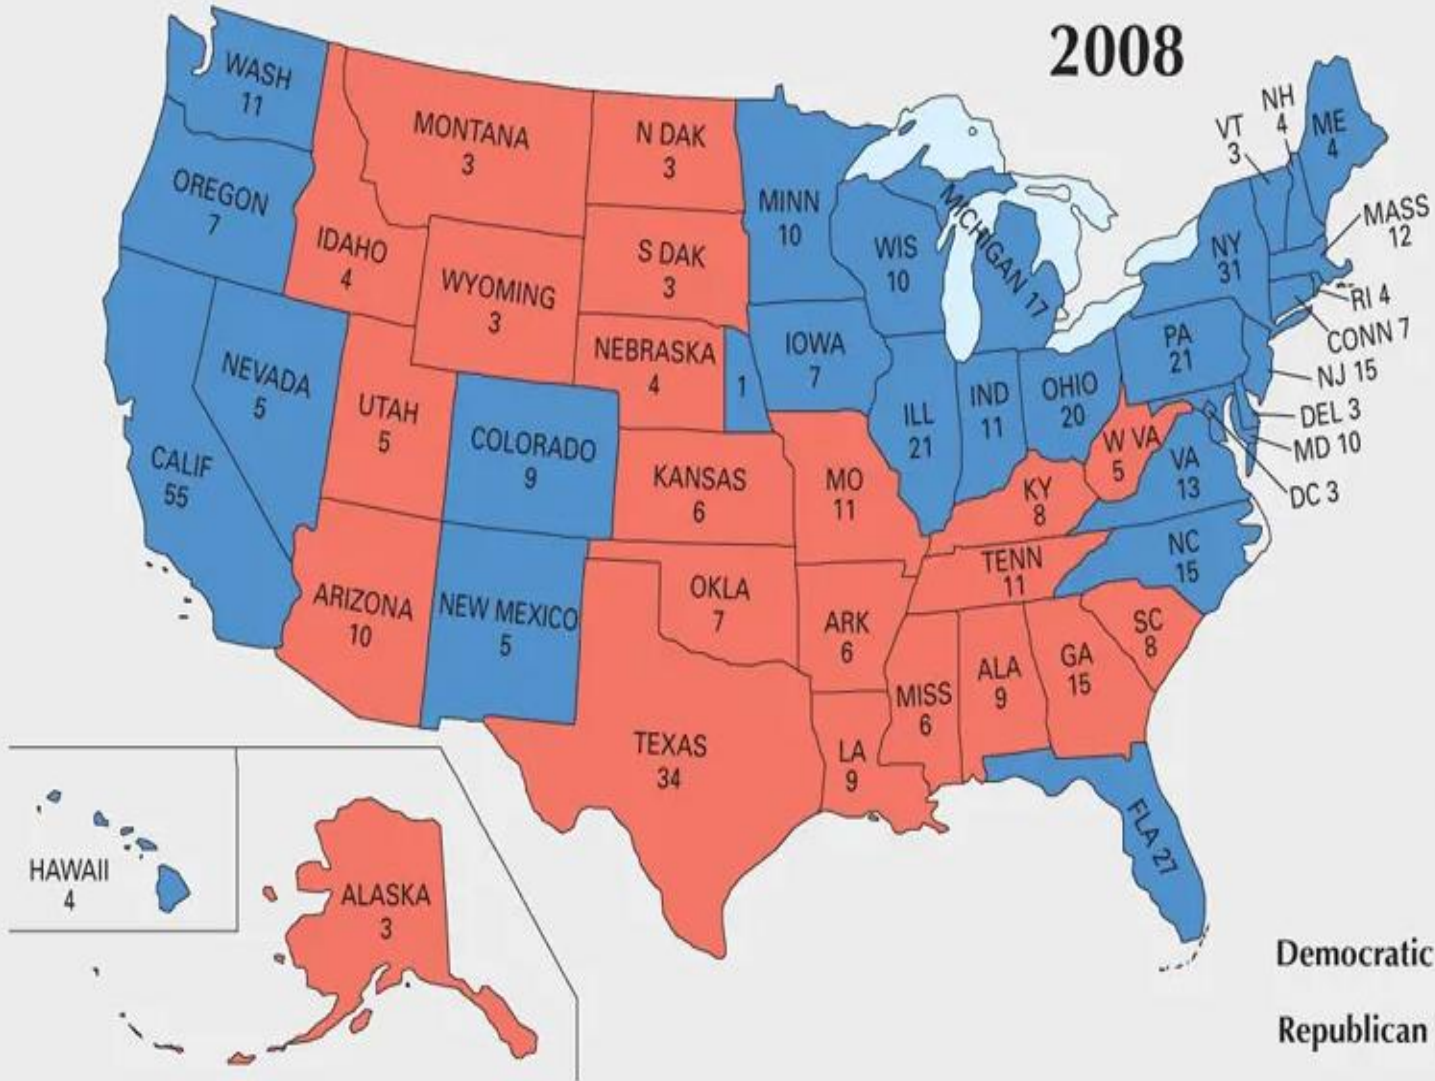 2008
WASH
11
OREGON
7
CALIF
55
NEVADA
5
IDAHO
4
MONTANA
3
WYOMING
3
UTAH
5
COLORADO
9
ARIZONA
10
NEW MEXICO
5
N DAK
3
S DAK
3
NEBRASKA
4
1
KANSAS
6
OKLA
7
TEXAS
34
MINN
10
IOWA
7
MO
11
ARK
6
LA
9
WIS
10
ILL
21
MICHIGAN 17
IND
11
OHIO
20
KY
8
TENN
11
MISS
6
ALA
9
GA
15
FLA 27
SC
8
NC
15
VA
13
W VA
5
PA
21
NY
31
VT
3
NH
4
ME
4
MASS
12
RI 4
CONN 7
NJ 15
DEL 3
MD 10
DC 3
HAWAII
4
ALASKA
3
Democratic
Republican